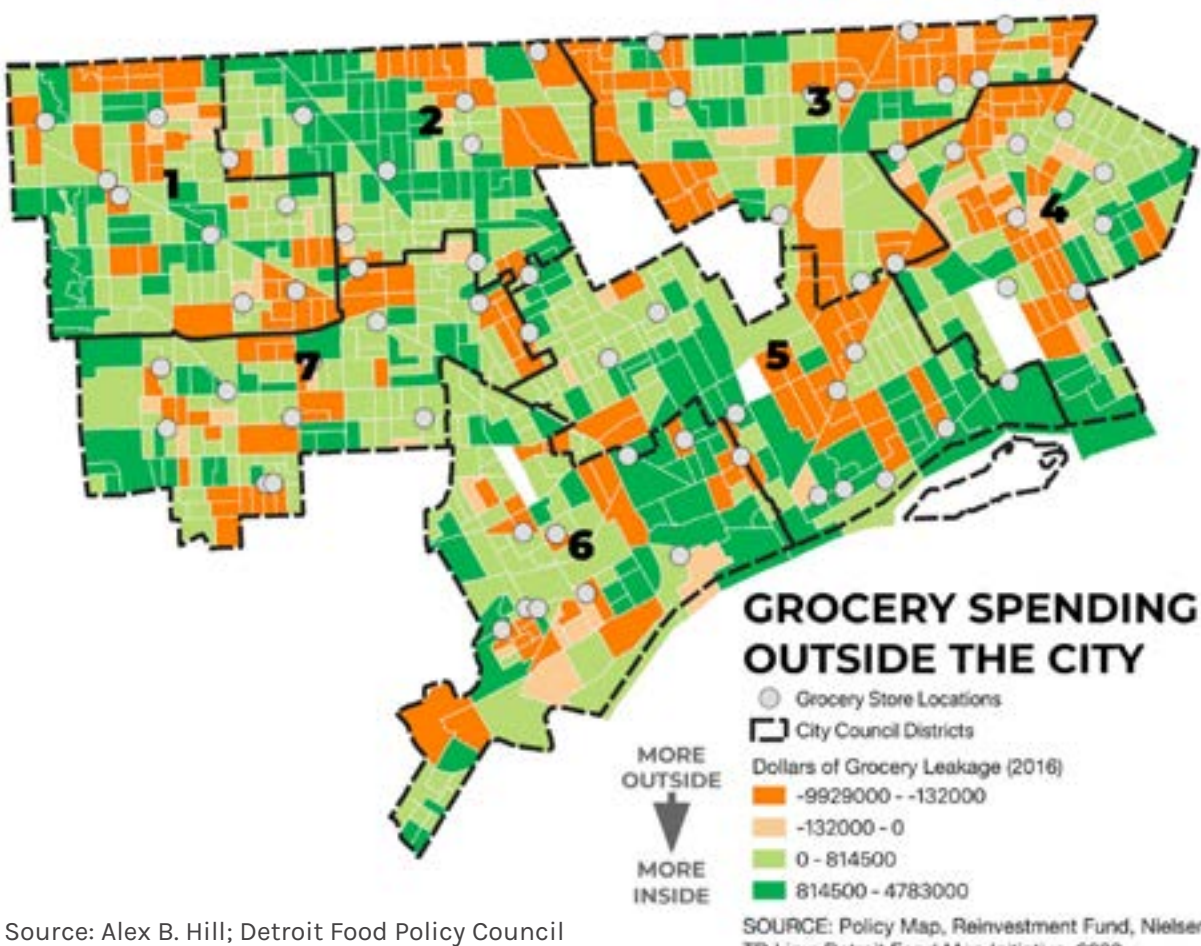 2
3
1
4
7
5
6
GROCERY SPENDING
OUTSIDE THE CITY
Grocery Store Locations
City Council Districts
Dollars of Grocery Leakage (2016)
-9929000 - -132000
-132000 - 0
0 - 814500
814500 - 4783000
MORE
OUTSIDE
MORE
INSIDE
SOURCE: Policy Map, Reinvestment Fund, Nielsen
Source: Alex B. Hill; Detroit Food Policy Council